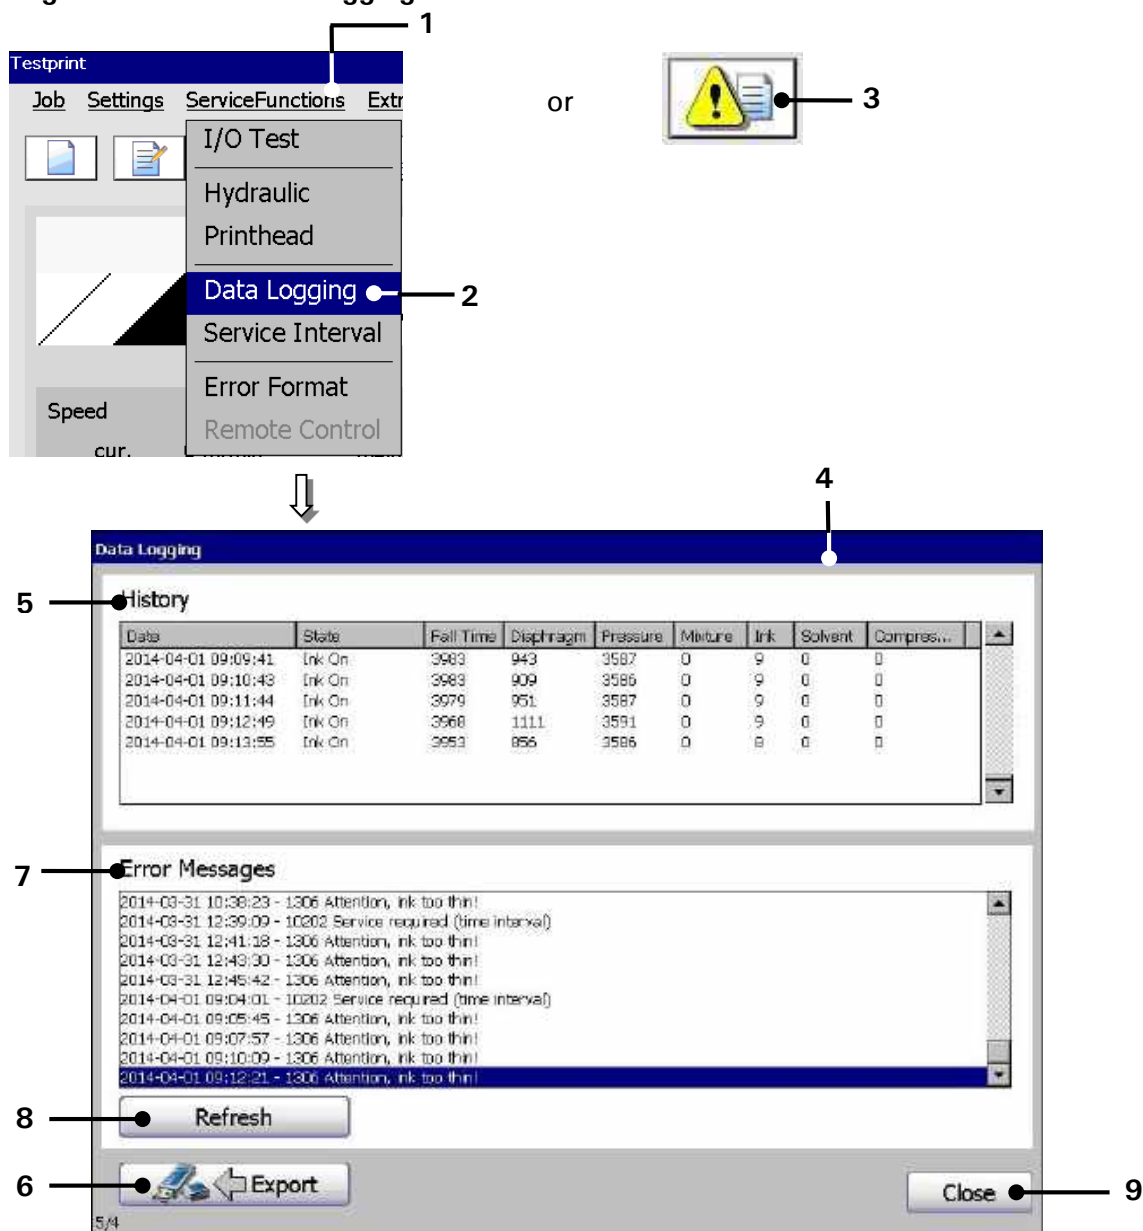 1
Testprint
Job Settings ServiceFunctions Extr
or
3
I/O Test
Hydraulic
Printhead
Data Logging
2
Service Interval
Error Format
Remote Control
Speed
cur.
4
Data Logging
5
History
Date State Fall Time Diaphragm Pressure Mixture Ink Solvent Compres...
2014-04-01 09:09:41 Ink On 3983 943 3587 0 9 0 0
2014-04-01 09:10:43 Ink On 3983 909 3586 0 9 0 0
2014-04-01 09:11:44 Ink On 3979 951 3587 0 9 0 0
2014-04-01 09:12:49 Ink On 3968 1111 3591 0 9 0 0
2014-04-01 09:13:55 Ink On 3953 856 3586 0 8 0 0
7
Error Messages
2014-03-31 10:38:23 - 1306 Attention, ink too thin!
2014-03-31 12:39:09 - 10202 Service required (time interval)
2014-03-31 12:41:18 - 1306 Attention, ink too thin!
2014-03-31 12:43:30 - 1306 Attention, ink too thin!
2014-03-31 12:45:42 - 1306 Attention, ink too thin!
2014-04-01 09:04:01 - 10202 Service required (time interval)
2014-04-01 09:05:45 - 1306 Attention, ink too thin!
2014-04-01 09:07:57 - 1306 Attention, ink too thin!
2014-04-01 09:10:09 - 1306 Attention, ink too thin!
2014-04-01 09:12:21 - 1306 Attention, ink too thin!
8
Refresh
6
Export
Close
9
5/4